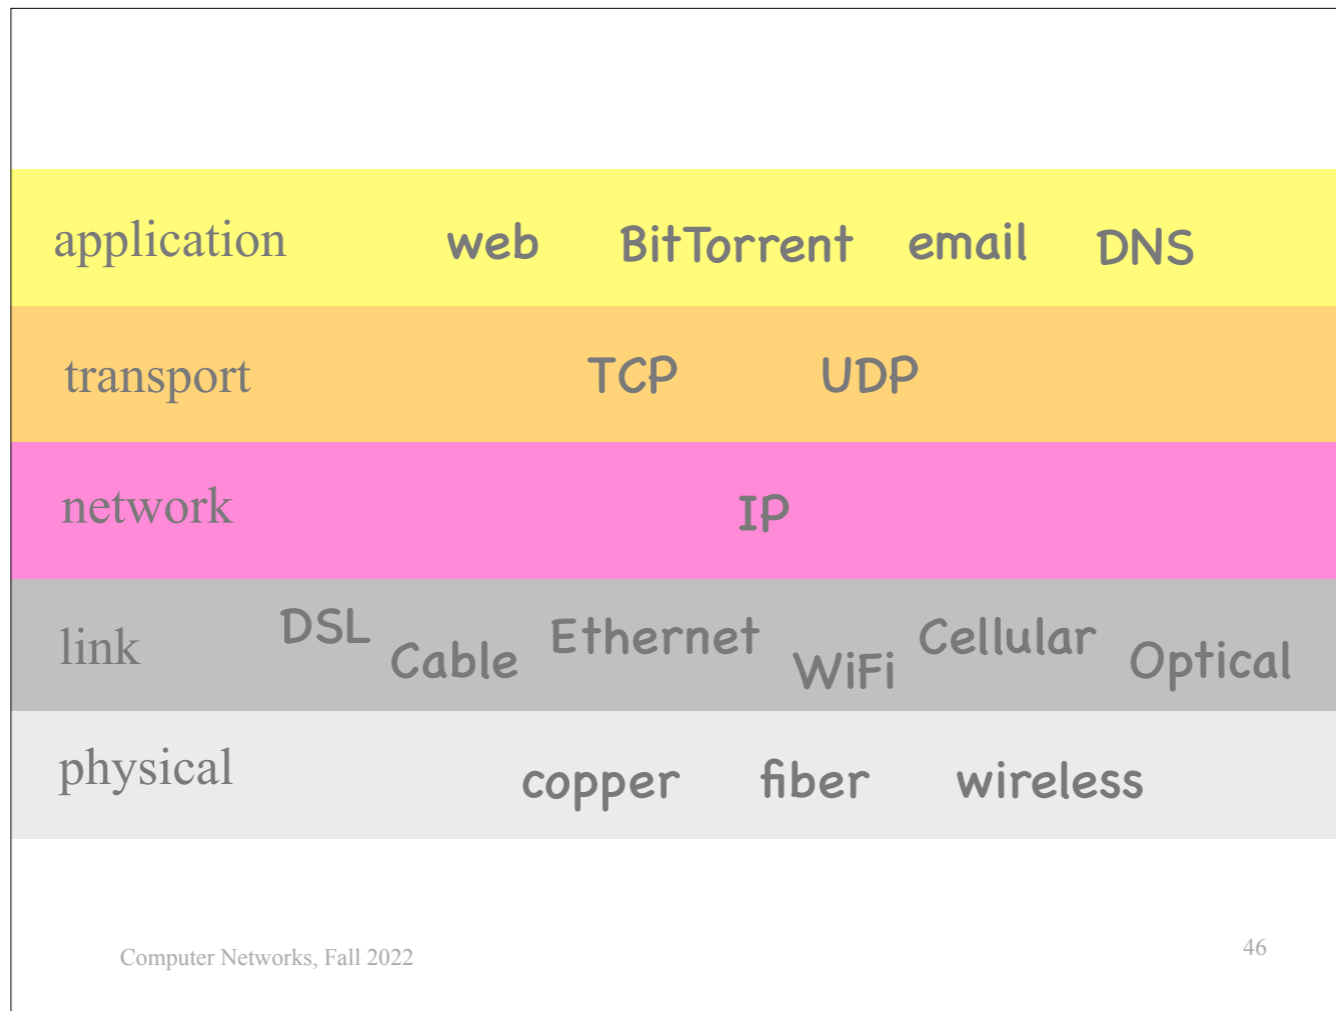 application web BitTorrent email DNS
transport TCP UDP
network IP
link DSL Cable Ethernet WiFi Cellular Optical
physical copper fiber wireless
Computer Networks, Fall 2022 46